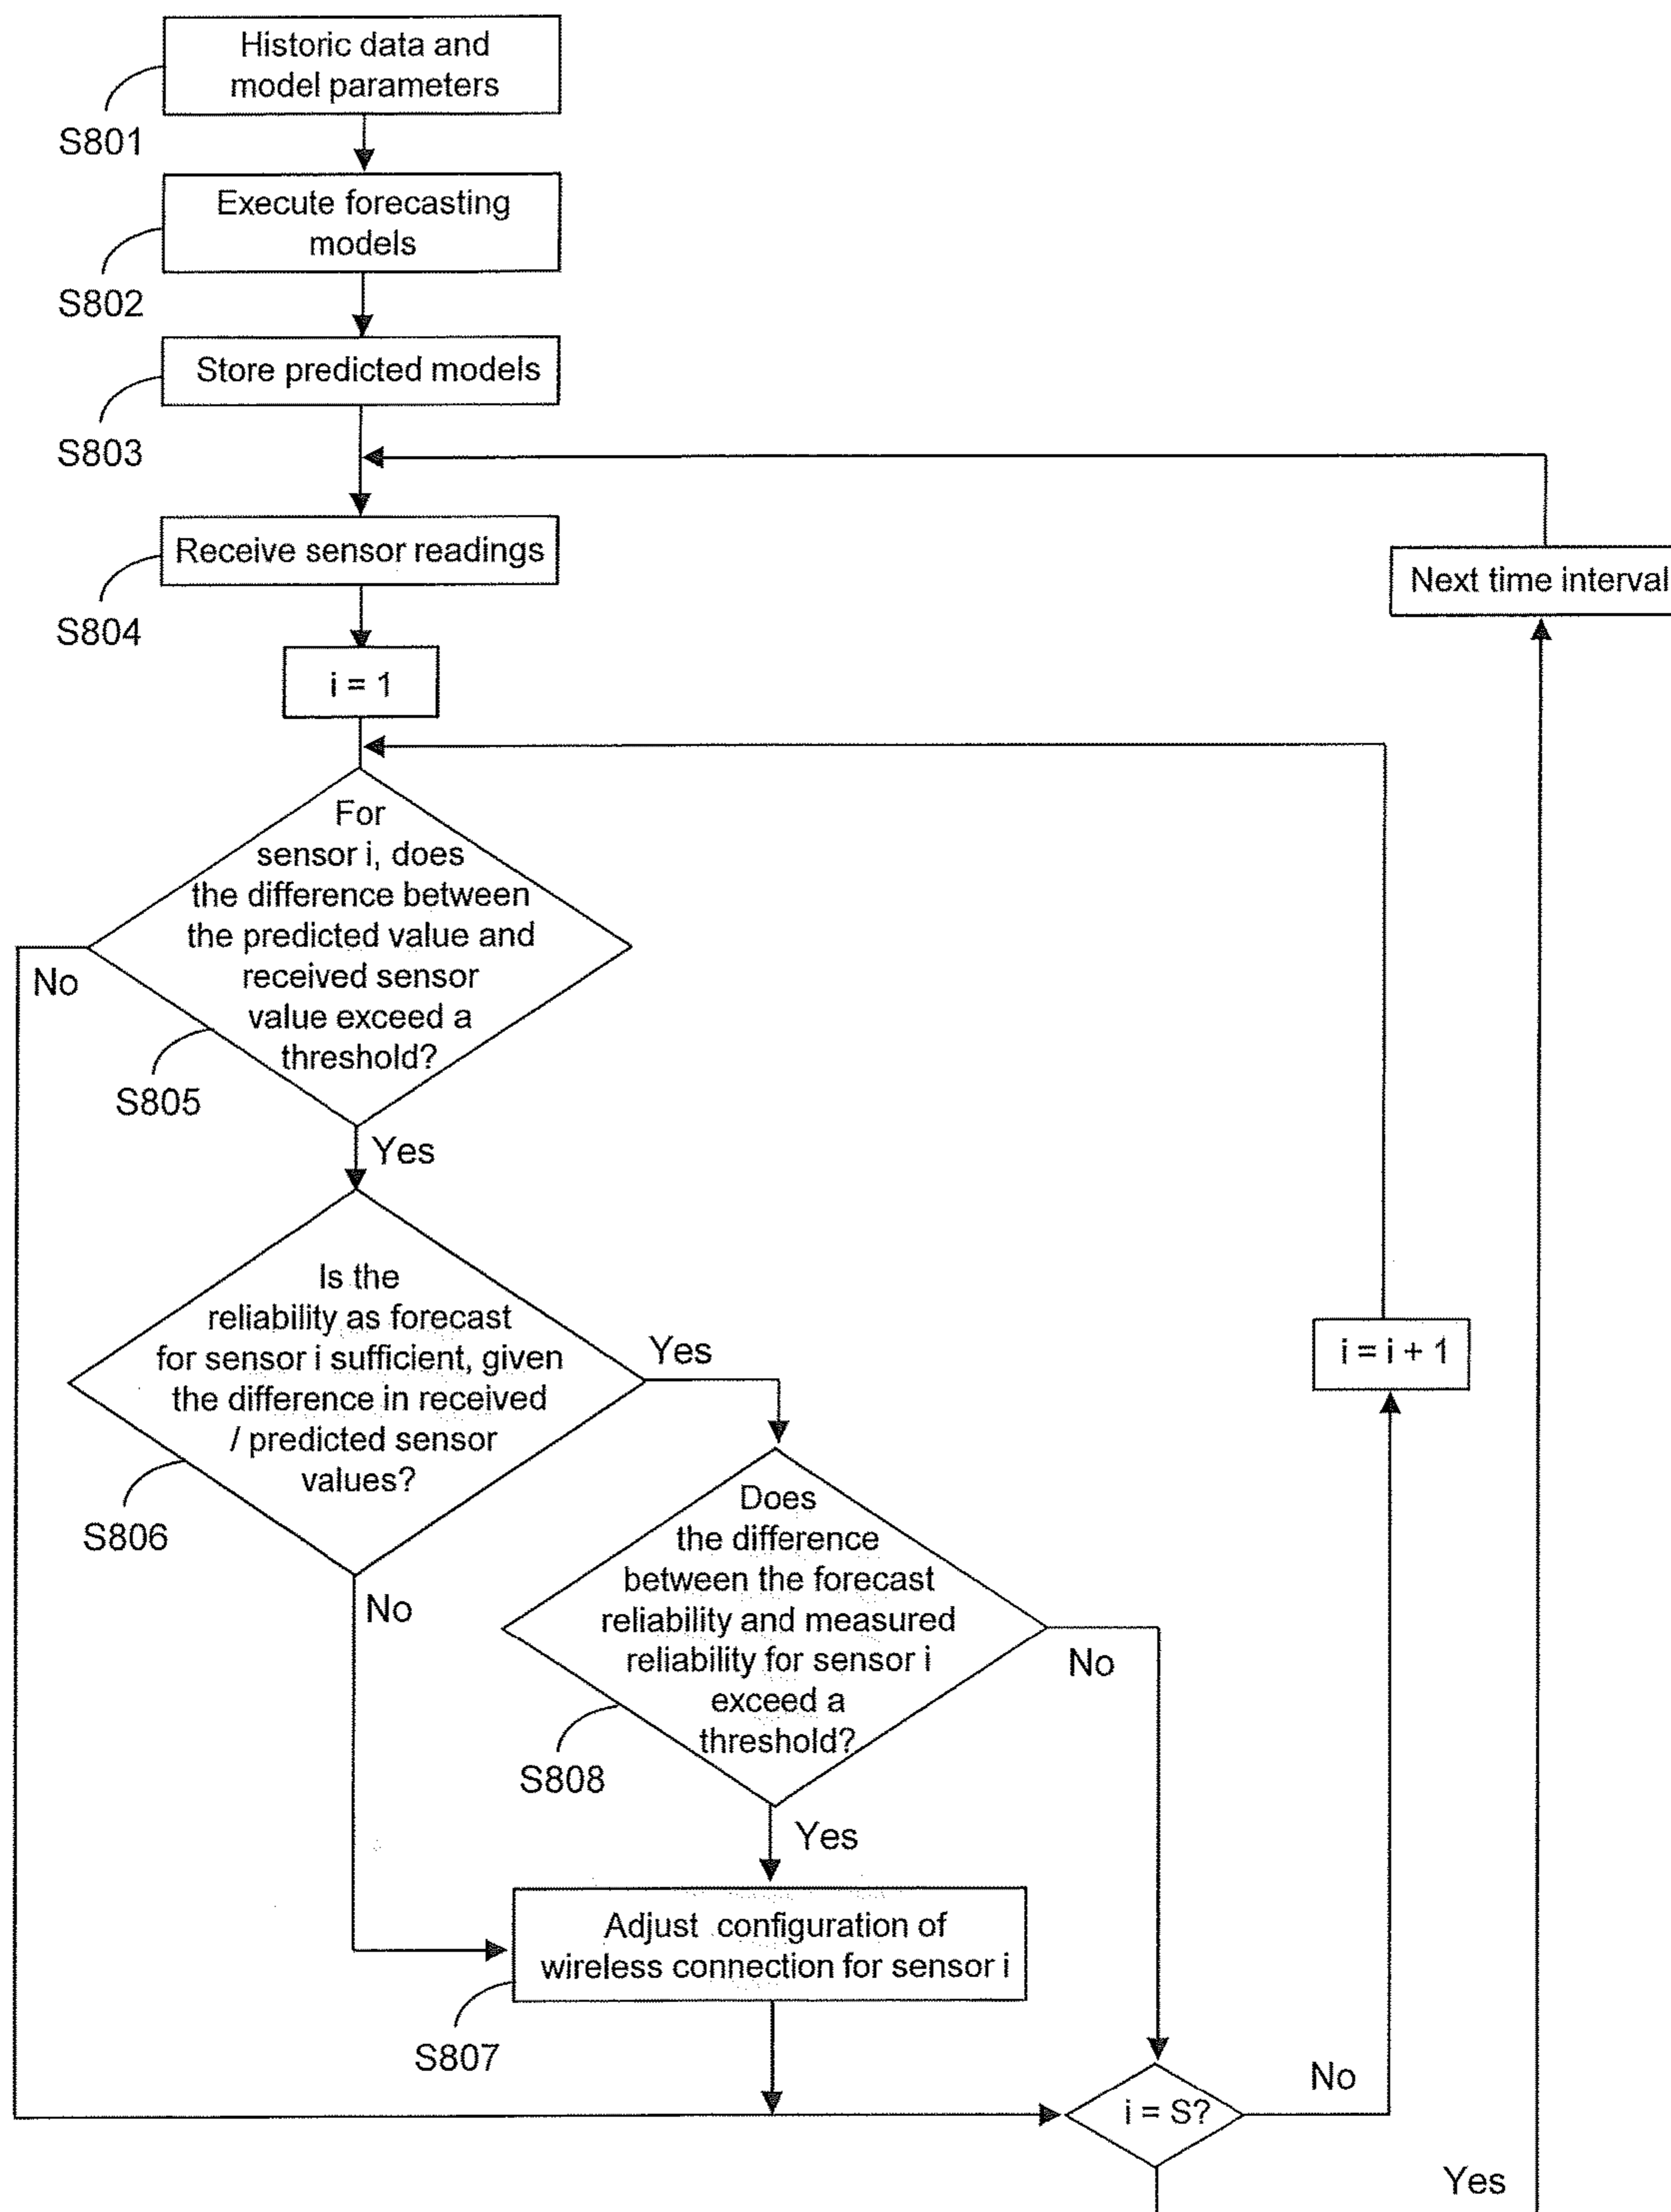 Historic data and
model parameters
S801
Execute forecasting
models
S802
Store predicted models
S803
Receive sensor readings
S804
Next time interval
i = 1
For
sensor i, does
the difference between
the predicted value and
received sensor
value exceed a
threshold?
No
S805
Yes
Is the
reliability as forecast
for sensor i sufficient, given
the difference in received
/ predicted sensor
values?
Yes
S806
No
i = i + 1
Does
the difference
between the forecast
reliability and measured
reliability for sensor i
exceed a
threshold?
No
S808
Yes
Adjust configuration of
wireless connection for sensor i
S807
i = S?
No
Yes